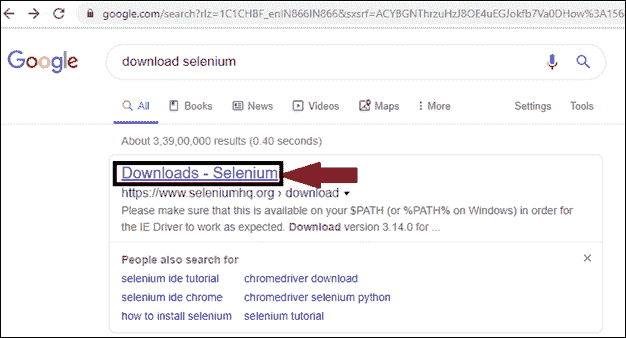 google.com/search?rlz=1C1CHBF_enIN866IN866&sxsrf=ACYBGNThrzuHzJ8OE4uEGJokfb7Va0DHow%3A156
Google
download selenium
All Books News Videos Maps More Settings Tools
About 3,39,00,000 results (0.40 seconds)
Downloads - Selenium
https://www.seleniumhq.org › download
Please make sure that this is available on your $PATH (or %PATH% on Windows) in order for
the IE Driver to work as expected. Download version 3.14.0 for ...
People also search for
selenium ide tutorial chromedriver download
selenium ide chrome chromedriver selenium python
how to install selenium selenium tutorial